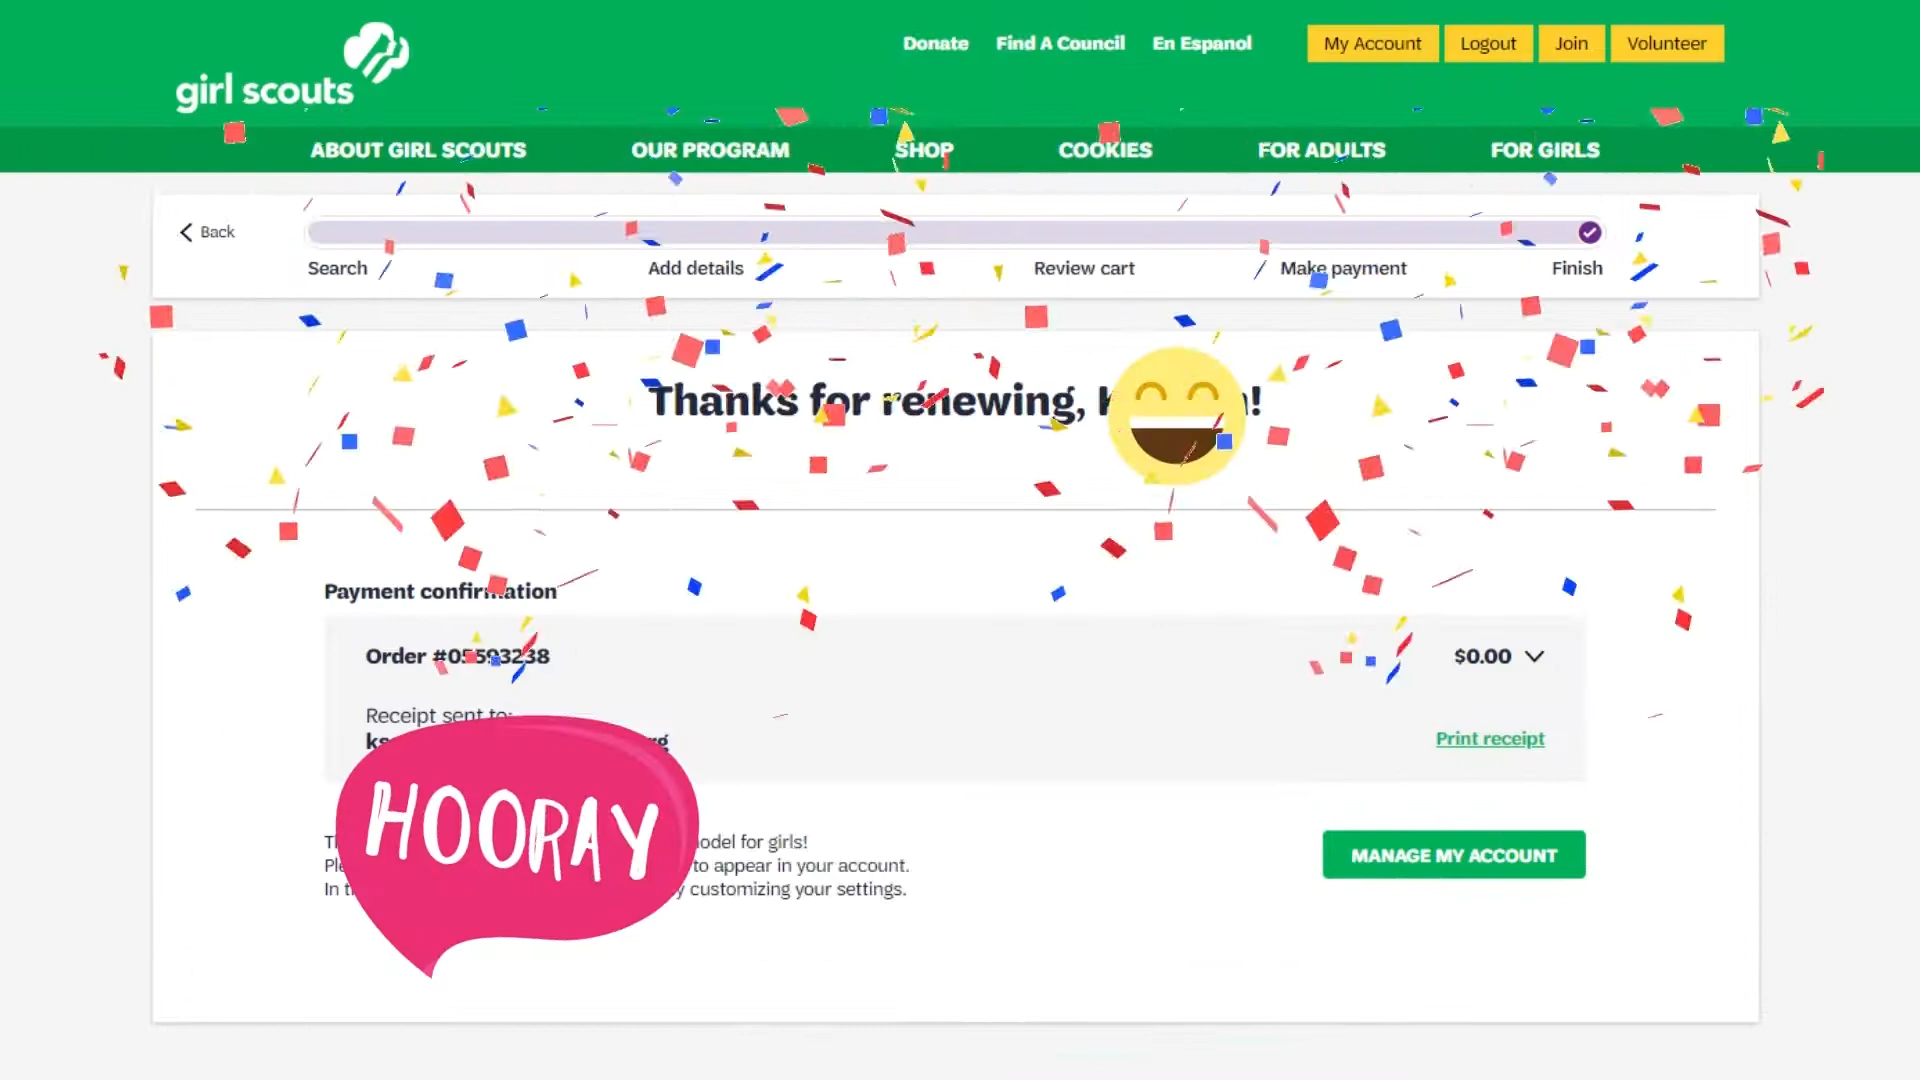 girl scouts
Donate Find A Council En Espanol My Account Logout Join Volunteer
ABOUT GIRL SCOUTS OUR PROGRAM SHOP COOKIES FOR ADULTS FOR GIRLS
Back
Search Add details Review cart Make payment Finish
Thanks for renewing, !
Payment confirmation
Order #05593238 $0.00
Receipt sent to:
Print receipt
HOORAY
for girls!
to appear in your account.
In customizing your settings.
MANAGE MY ACCOUNT